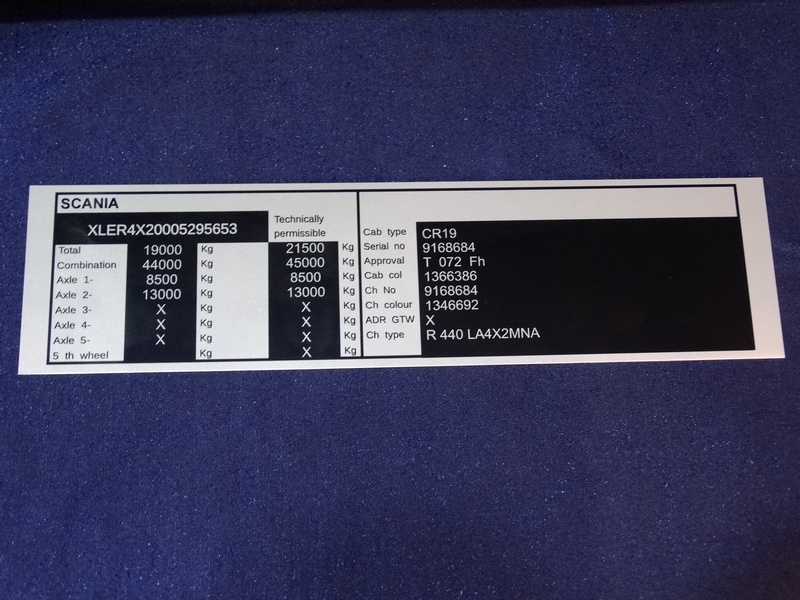 SCANIA
XLER4X20005295653
Technically
permissible
Total 19000 Kg 21500 Kg
Combination 44000 Kg 45000 Kg
Axle 1- 8500 Kg 8500 Kg
Axle 2- 13000 Kg 13000 Kg
Axle 3- X Kg X Kg
Axle 4- X Kg X Kg
Axle 5- X Kg X Kg
5 th wheel Kg X Kg
Cab type CR19
Serial no 9168684
Approval T 072 Fh
Cab col 1366386
Ch No 9168684
Ch colour 1346692
ADR GTW X
Ch type R 440 LA4X2MNA